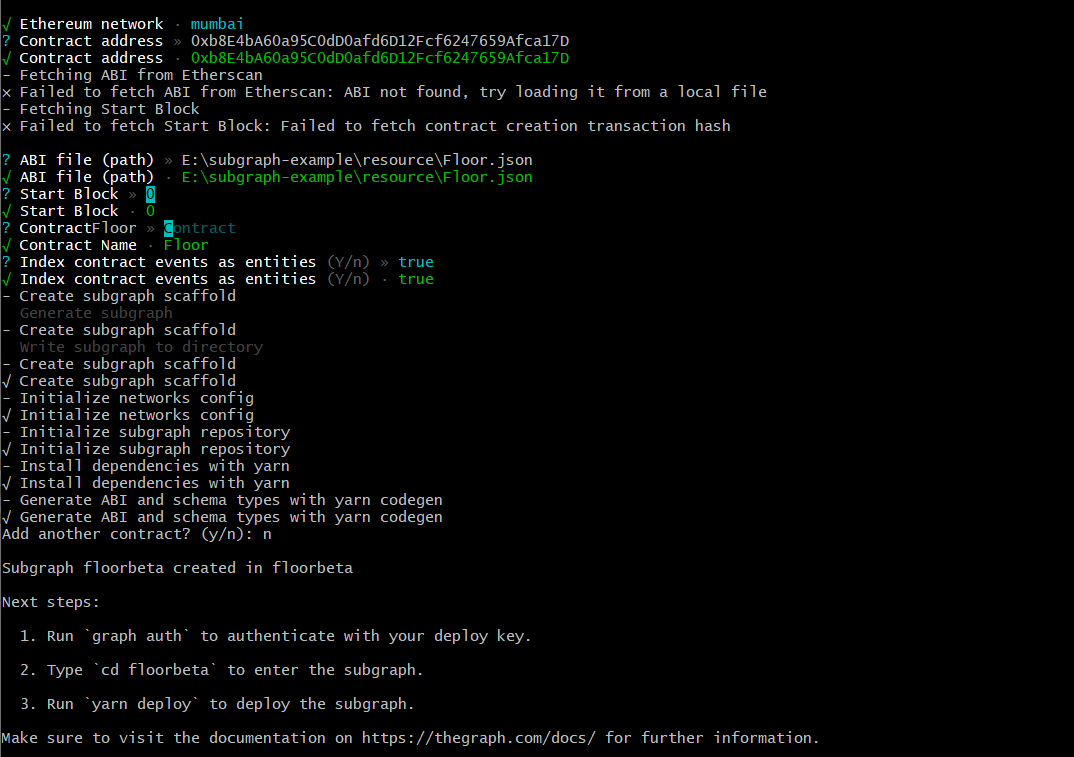 √ Ethereum network · mumbai
? Contract address » 0xb8E4bA60a95C0dD0afd6D12Fcf6247659Afca17D
√ Contract address · 0xb8E4bA60a95C0dD0afd6D12Fcf6247659Afca17D
- Fetching ABI from Etherscan
× Failed to fetch ABI from Etherscan: ABI not found, try loading it from a local file
- Fetching Start Block
× Failed to fetch Start Block: Failed to fetch contract creation transaction hash
? ABI file (path) » E:\subgraph-example\resource\Floor.json
√ ABI file (path) · E:\subgraph-example\resource\Floor.json
? Start Block » 0
√ Start Block · 0
? ContractFloor » Contract
√ Contract Name · Floor
? Index contract events as entities (Y/n) » true
√ Index contract events as entities (Y/n) · true
- Create subgraph scaffold
Generate subgraph
- Create subgraph scaffold
Write subgraph to directory
- Create subgraph scaffold
√ Create subgraph scaffold
- Initialize networks config
√ Initialize networks config
- Initialize subgraph repository
√ Initialize subgraph repository
- Install dependencies with yarn
√ Install dependencies with yarn
- Generate ABI and schema types with yarn codegen
√ Generate ABI and schema types with yarn codegen
Add another contract? (y/n): n
Subgraph floorbeta created in floorbeta
Next steps:
1. Run `graph auth` to authenticate with your deploy key.
2. Type `cd floorbeta` to enter the subgraph.
3. Run `yarn deploy` to deploy the subgraph.
Make sure to visit the documentation on https://thegraph.com/docs/ for further information.